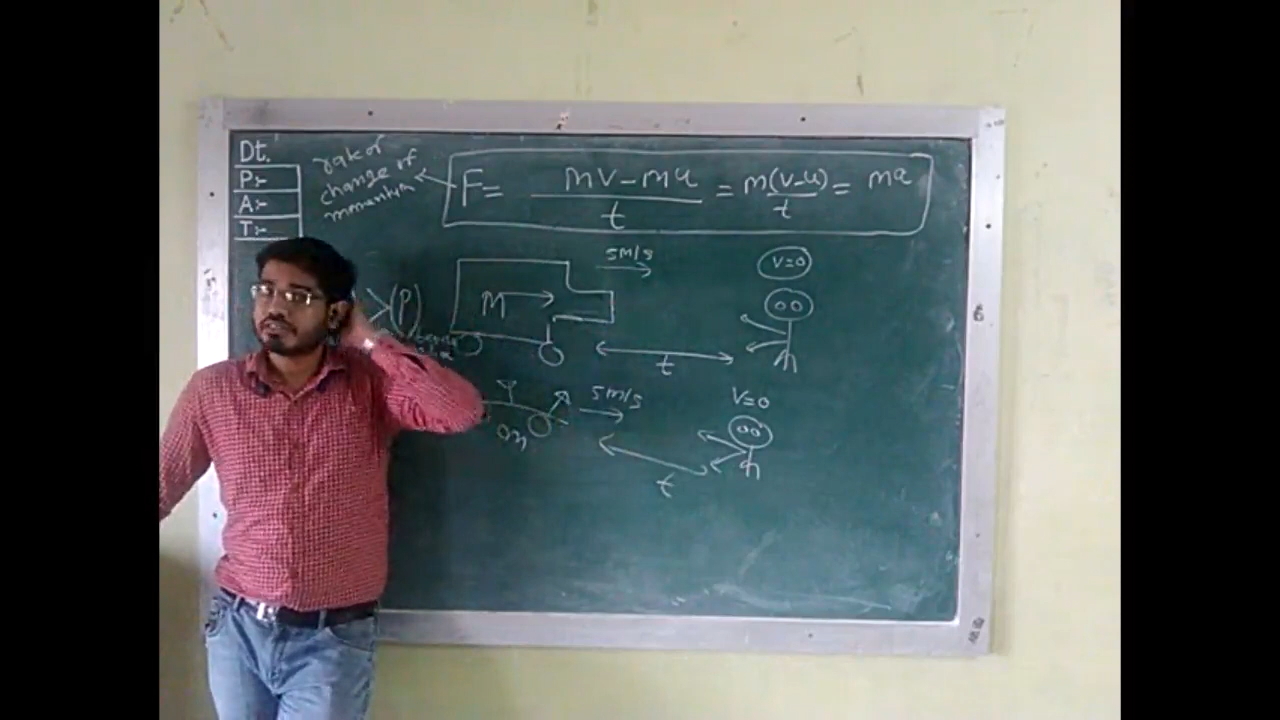 Dt.
P:-
A:-
T:-
rate of
change of
momentum
F = mv - mu / t = m(v-u) / t = ma
5M/s
V=0
M
>(P)
t
5M/s
V=0
t